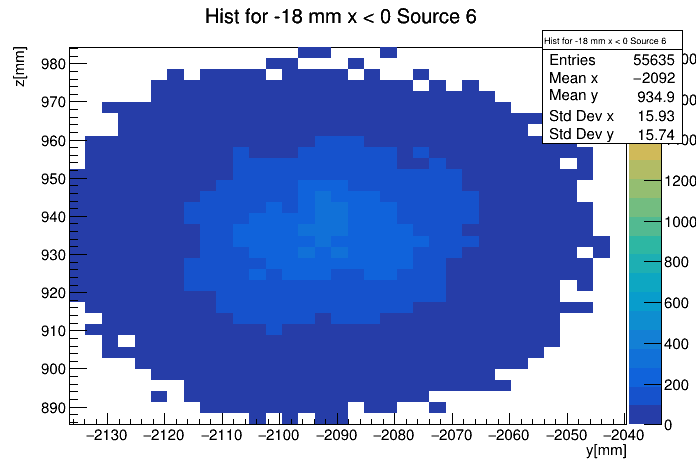 Hist for -18 mm x < 0 Source 6
z[mm]
Hist for -18 mm x < 0 Source 6
Entries 55635
Mean x −2092
Mean y 934.9
Std Dev x 15.93
Std Dev y 15.74
980
970
960
950
940
930
920
910
900
890
1200
1000
800
600
400
200
0
−2130 −2120 −2110 −2100 −2090 −2080 −2070 −2060 −2050 −2040
y[mm]